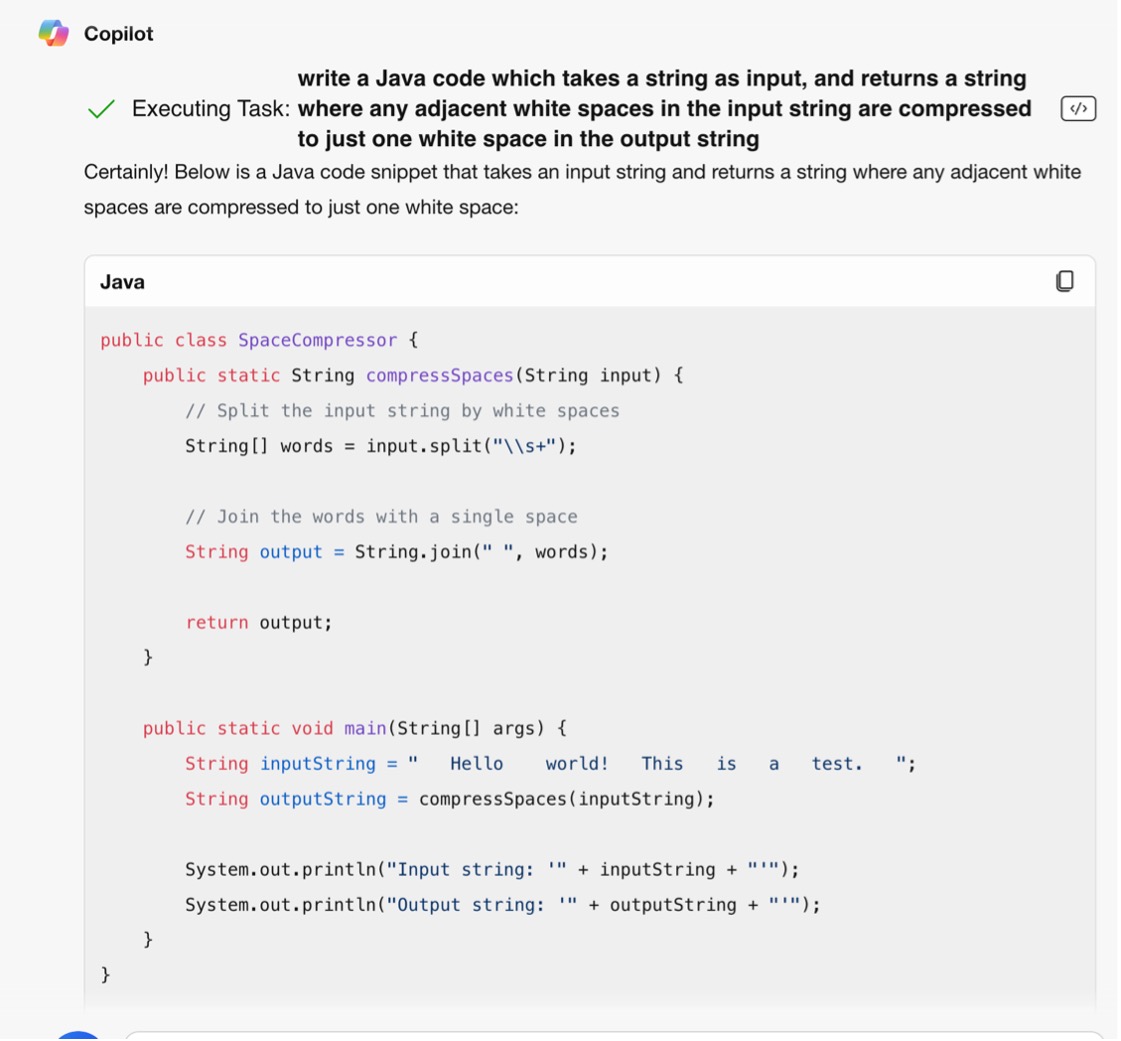 Copilot
write a Java code which takes a string as input, and returns a string
Executing Task: where any adjacent white spaces in the input string are compressed
to just one white space in the output string
</>
Certainly! Below is a Java code snippet that takes an input string and returns a string where any adjacent white
spaces are compressed to just one white space:
Java
public class SpaceCompressor {
    public static String compressSpaces(String input) {
        // Split the input string by white spaces
        String[] words = input.split("\\s+");

        // Join the words with a single space
        String output = String.join(" ", words);

        return output;
    }

    public static void main(String[] args) {
        String inputString = "   Hello    world!   This   is   a   test.   ";
        String outputString = compressSpaces(inputString);

        System.out.println("Input string: '" + inputString + "'");
        System.out.println("Output string: '" + outputString + "'");
    }
}